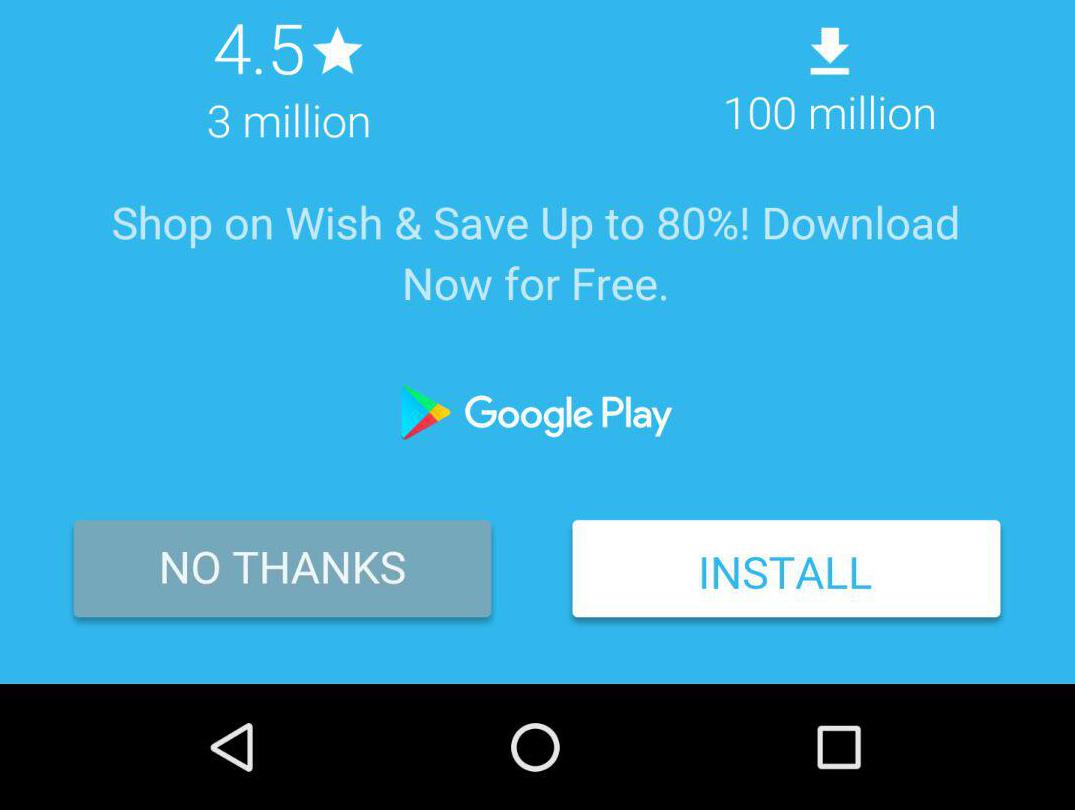 4.5
3 million
100 million
Shop on Wish & Save Up to 80%! Download
Now for Free.
Google Play
NO THANKS
INSTALL